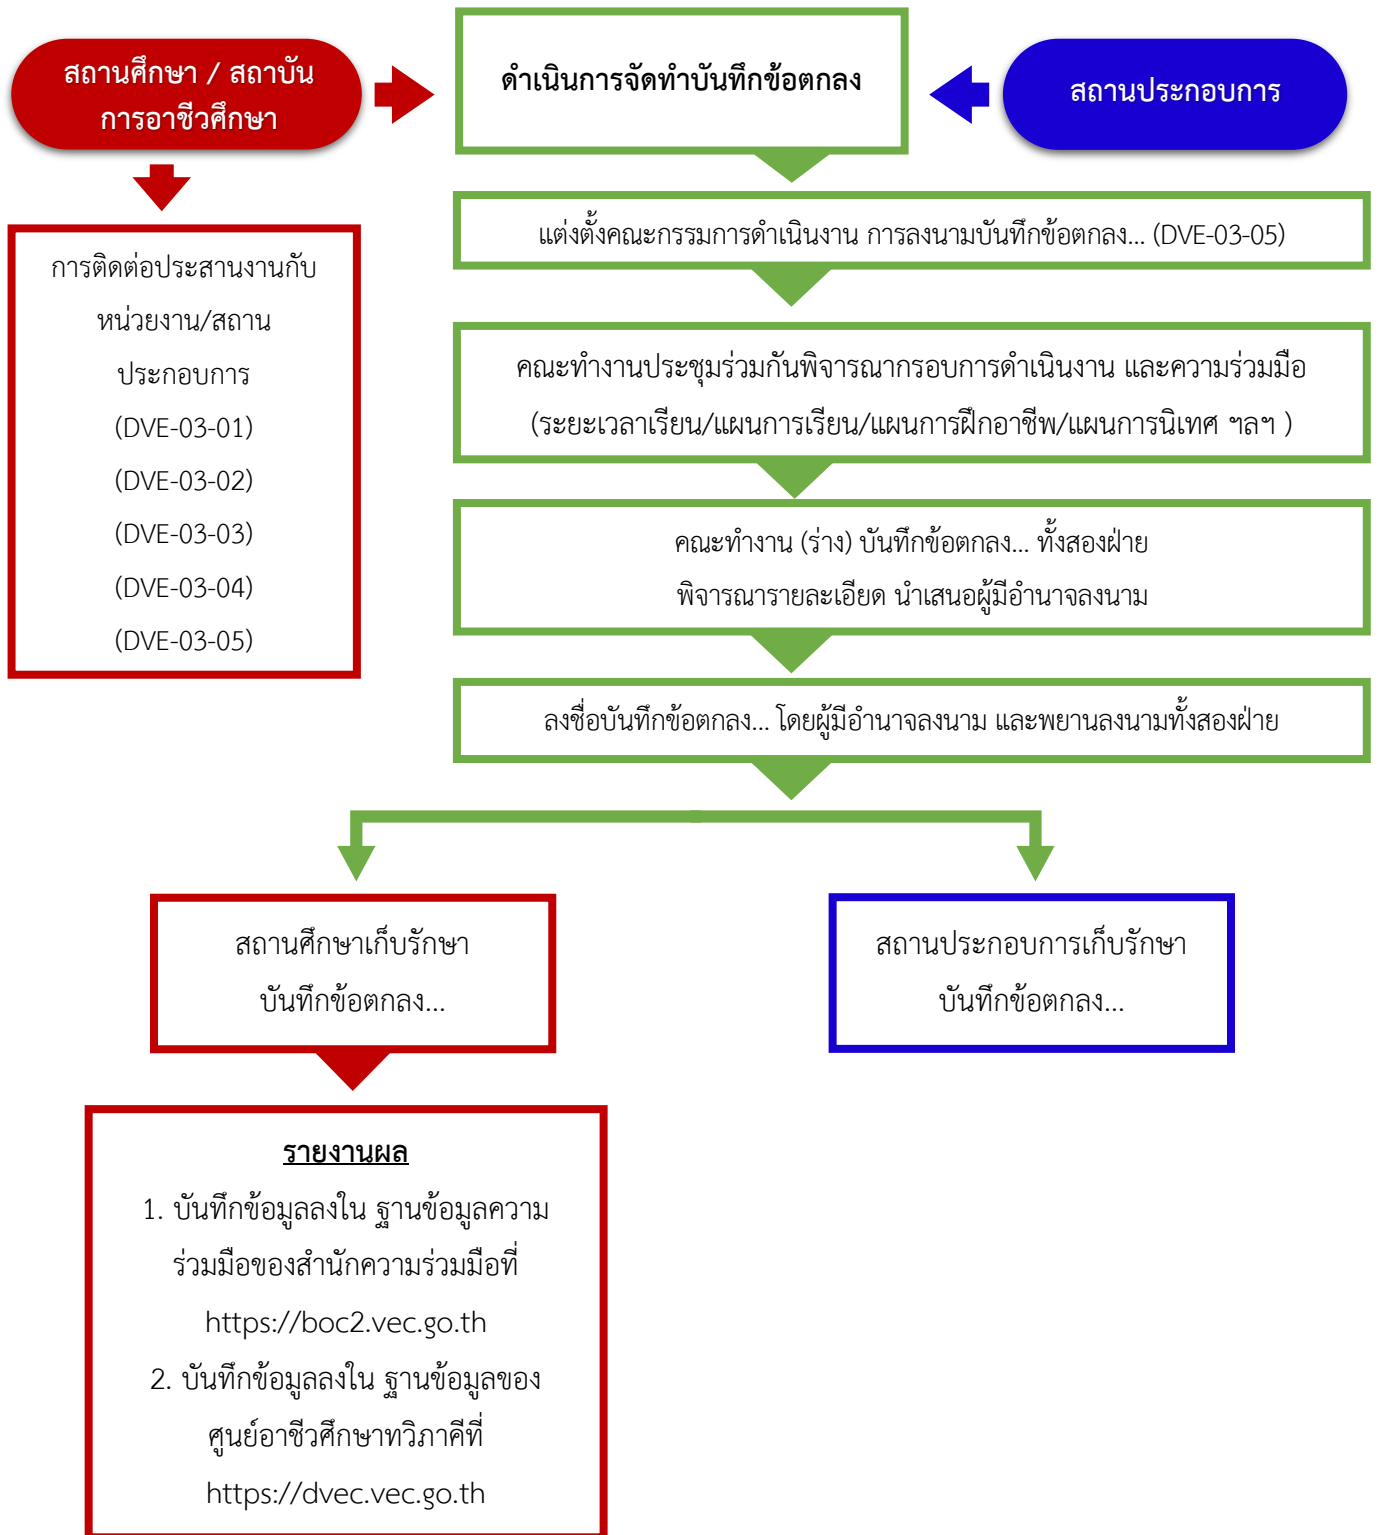 สถานศึกษา / สถาบัน
การอาชีวศึกษา
ดำเนินการจัดทำบันทึกข้อตกลง
สถานประกอบการ
การติดต่อประสานงานกับ
หน่วยงาน/สถาน
ประกอบการ
(DVE-03-01)
(DVE-03-02)
(DVE-03-03)
(DVE-03-04)
(DVE-03-05)
แต่งตั้งคณะกรรมการดำเนินงาน การลงนามบันทึกข้อตกลง... (DVE-03-05)
คณะทำงานประชุมร่วมกันพิจารณากรอบการดำเนินงาน และความร่วมมือ
(ระยะเวลาเรียน/แผนการเรียน/แผนการฝึกอาชีพ/แผนการนิเทศ ฯลฯ )
คณะทำงาน (ร่าง) บันทึกข้อตกลง... ทั้งสองฝ่าย
พิจารณารายละเอียด นำเสนอผู้มีอำนาจลงนาม
ลงชื่อบันทึกข้อตกลง... โดยผู้มีอำนาจลงนาม และพยานลงนามทั้งสองฝ่าย
สถานศึกษาเก็บรักษา
บันทึกข้อตกลง...
สถานประกอบการเก็บรักษา
บันทึกข้อตกลง...
รายงานผล
1. บันทึกข้อมูลลงใน ฐานข้อมูลความ
ร่วมมือของสำนักความร่วมมือที่
https://boc2.vec.go.th
2. บันทึกข้อมูลลงใน ฐานข้อมูลของ
ศูนย์อาชีวศึกษาทวิภาคีที่
https://dvec.vec.go.th